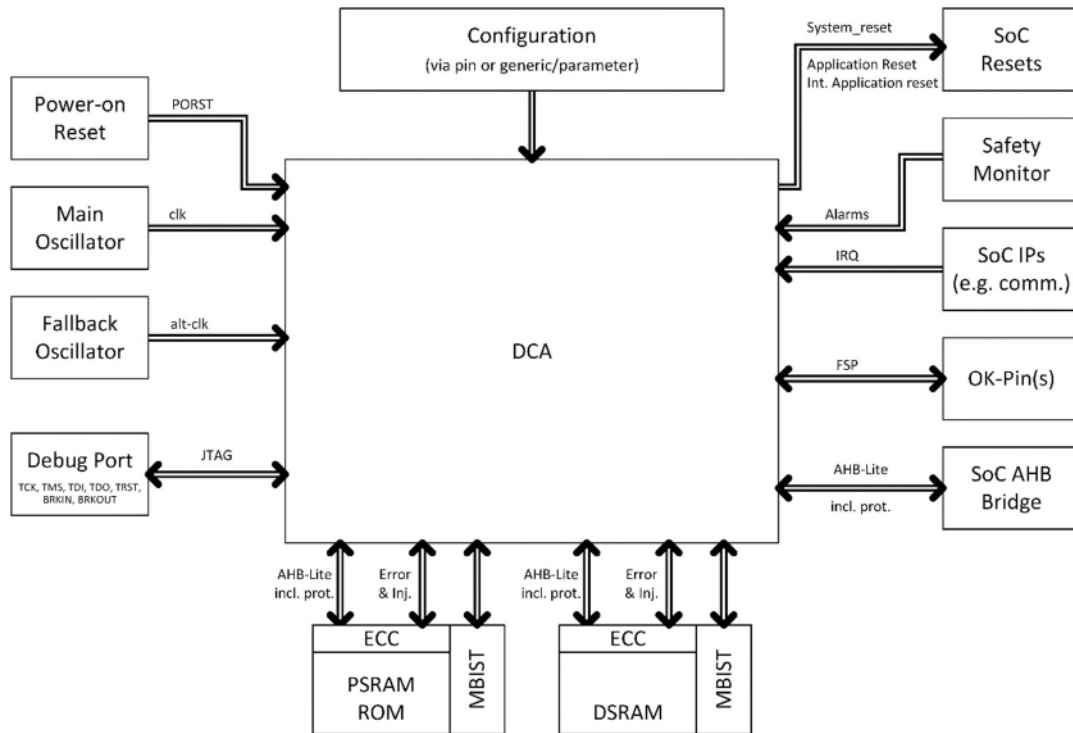 Configuration
(via pin or generic/parameter)
System_reset
Application Reset
Int. Application reset
SoC
Resets
Power-on
Reset
PORST
Safety
Monitor
Alarms
Main
Oscillator
clk
IRQ
SoC IPs
(e.g. comm.)
Fallback
Oscillator
alt-clk
DCA
FSP
OK-Pin(s)
Debug Port
TCK, TMS, TDI, TDO, TRST,
BRKIN, BRKOUT
JTAG
AHB-Lite
incl. prot.
SoC AHB
Bridge
AHB-Lite
incl. prot.
Error
& Inj.
AHB-Lite
incl. prot.
Error
& Inj.
ECC
PSRAM
ROM
MBIST
ECC
DSRAM
MBIST